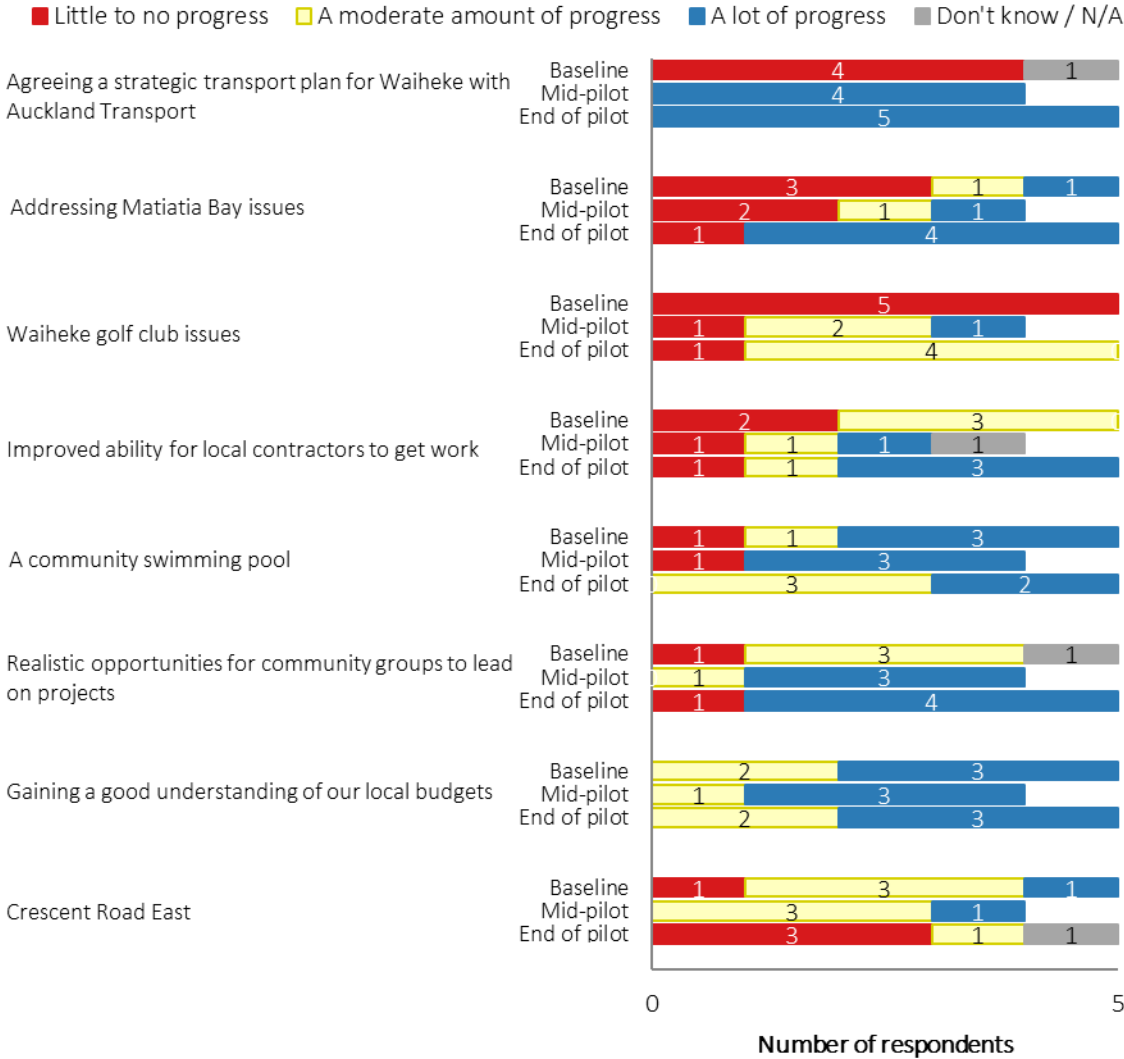 Little to no progress A moderate amount of progress A lot of progress Don't know / N/A
Agreeing a strategic transport plan for Waiheke with
Auckland Transport
Baseline 4 1
Mid-pilot 4
End of pilot 5
Addressing Matiatia Bay issues
Baseline 3 1 1
Mid-pilot 2 1 1
End of pilot 1 4
Waiheke golf club issues
Baseline 5
Mid-pilot 1 2 1
End of pilot 1 4
Improved ability for local contractors to get work
Baseline 2 3
Mid-pilot 1 1 1 1
End of pilot 1 1 3
A community swimming pool
Baseline 1 1 3
Mid-pilot 1 3
End of pilot 3 2
Realistic opportunities for community groups to lead
on projects
Baseline 1 3 1
Mid-pilot 1 3
End of pilot 1 4
Gaining a good understanding of our local budgets
Baseline 2 3
Mid-pilot 1 3
End of pilot 2 3
Crescent Road East
Baseline 1 3 1
Mid-pilot 3 1
End of pilot 3 1 1
0 5
Number of respondents